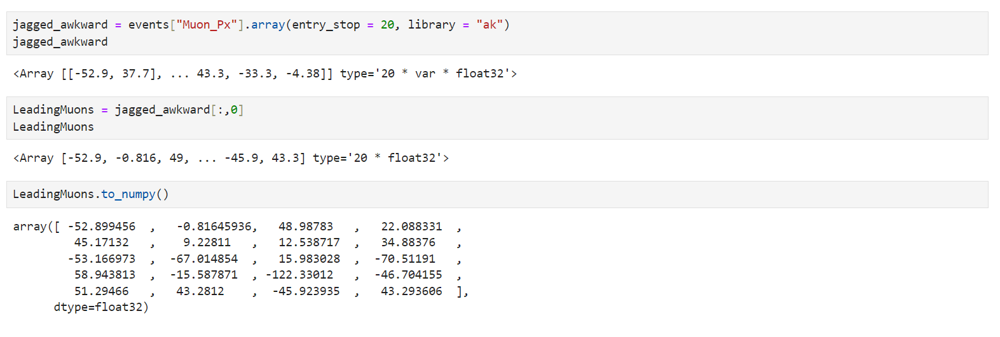 jagged_awkward = events["Muon_Px"].array(entry_stop = 20, library = "ak")
jagged_awkward
<Array [[-52.9, 37.7], ... 43.3, -33.3, -4.38]] type='20 * var * float32'>
LeadingMuons = jagged_awkward[:,0]
LeadingMuons
<Array [-52.9, -0.816, 49, ... -45.9, 43.3] type='20 * float32'>
LeadingMuons.to_numpy()
array([ -52.899456  ,   -0.81645936,   48.98783   ,   22.088331  ,
         45.17132   ,    9.22811   ,   12.538717  ,   34.88376   ,
        -53.166973  ,  -67.014854  ,   15.983028  ,  -70.51191   ,
         58.943813  ,  -15.587871  , -122.33012   ,  -46.704155  ,
         51.29466   ,   43.2812    ,  -45.923935  ,   43.293606  ],
      dtype=float32)